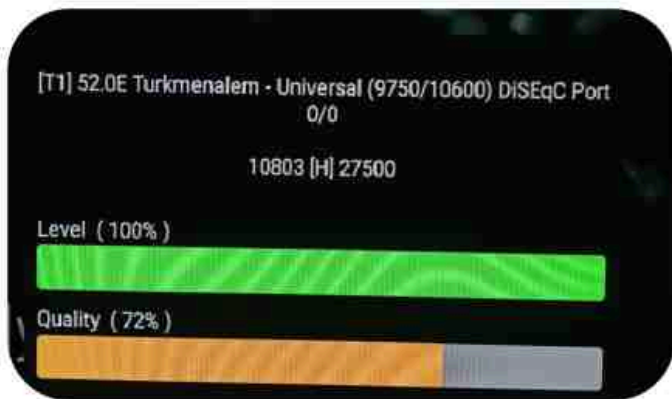 [T1] 52.0E Turkmenalem - Universal (9750/10600) DiSEqC Port
0/0
10803 [H] 27500
Level ( 100% )
Quality ( 72% )